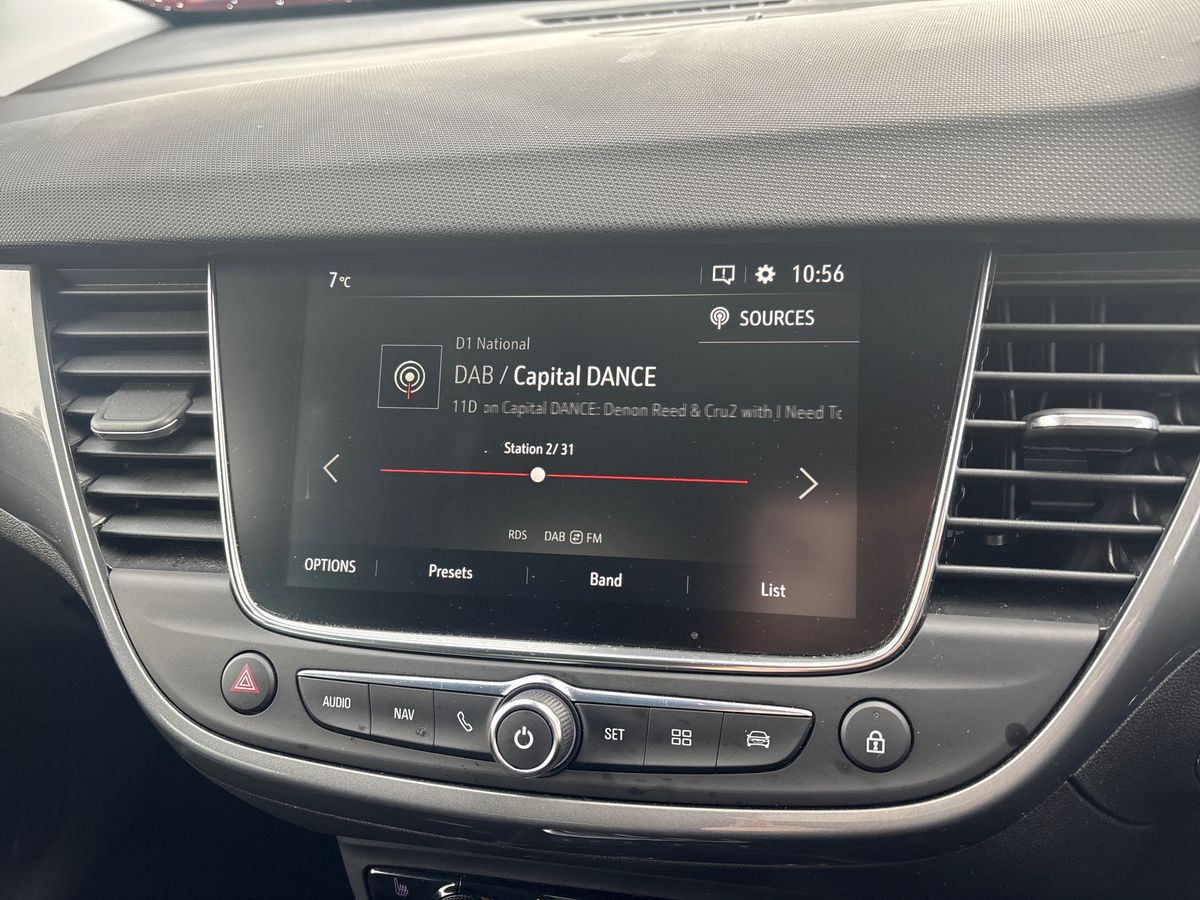 7°C
10:56
SOURCES
D1 National
DAB / Capital DANCE
11D on Capital DANCE: Denon Reed & Cru2 with I Need To
Station 2/31
RDS DAB FM
OPTIONS Presets Band List
AUDIO NAV SET